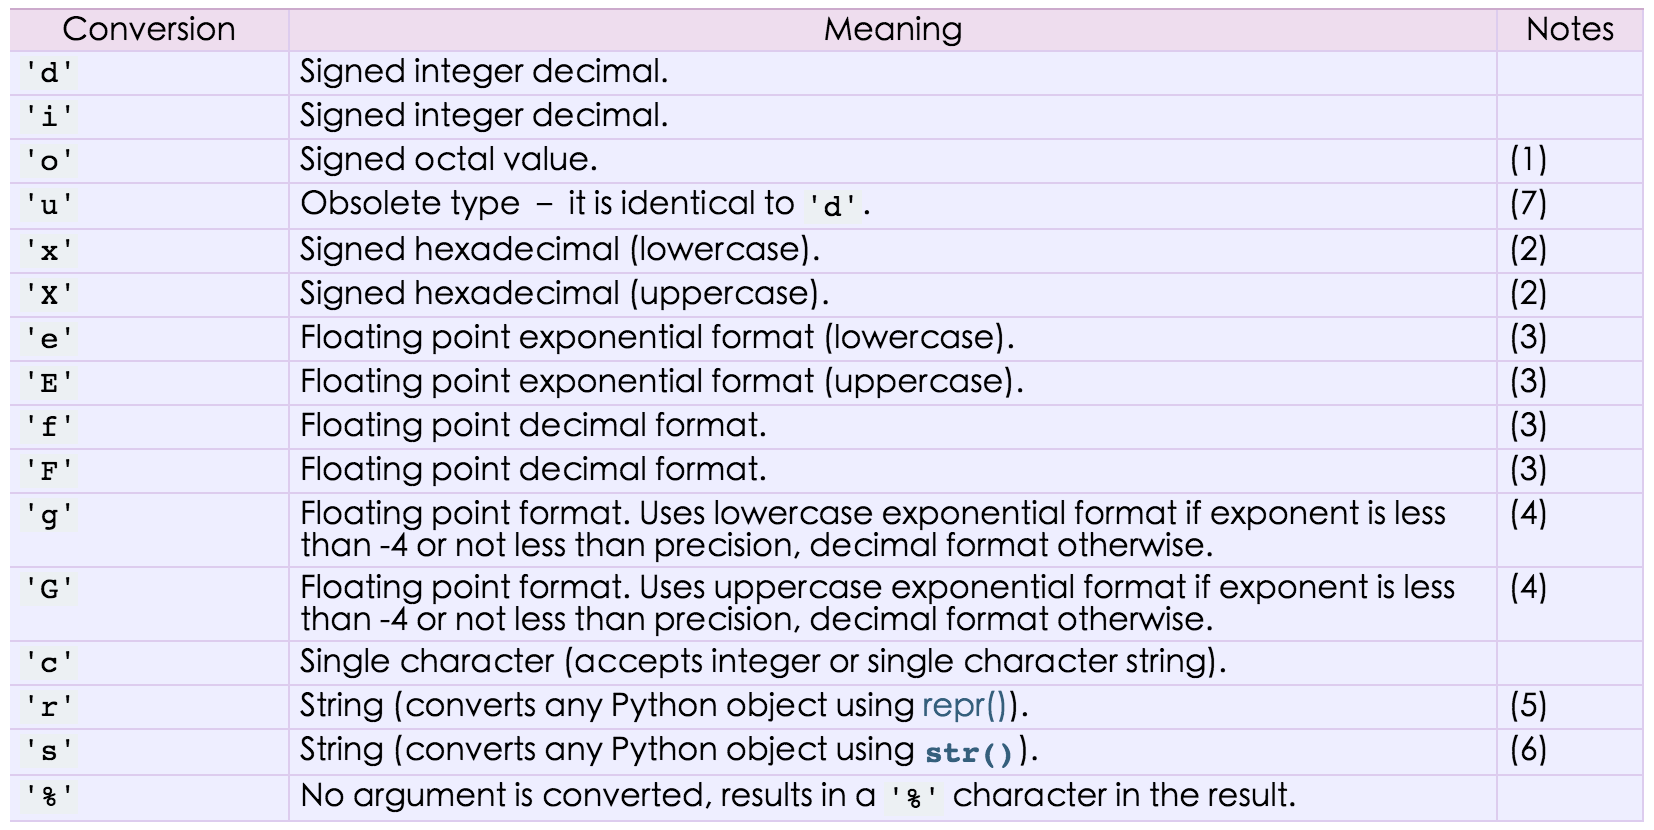 Conversion Meaning Notes
'd' Signed integer decimal.
'i' Signed integer decimal.
'o' Signed octal value. (1)
'u' Obsolete type – it is identical to 'd'. (7)
'x' Signed hexadecimal (lowercase). (2)
'X' Signed hexadecimal (uppercase). (2)
'e' Floating point exponential format (lowercase). (3)
'E' Floating point exponential format (uppercase). (3)
'f' Floating point decimal format. (3)
'F' Floating point decimal format. (3)
'g' Floating point format. Uses lowercase exponential format if exponent is less (4)
than -4 or not less than precision, decimal format otherwise.
'G' Floating point format. Uses uppercase exponential format if exponent is less (4)
than -4 or not less than precision, decimal format otherwise.
'c' Single character (accepts integer or single character string).
'r' String (converts any Python object using repr()). (5)
's' String (converts any Python object using str()). (6)
'%' No argument is converted, results in a '%' character in the result.